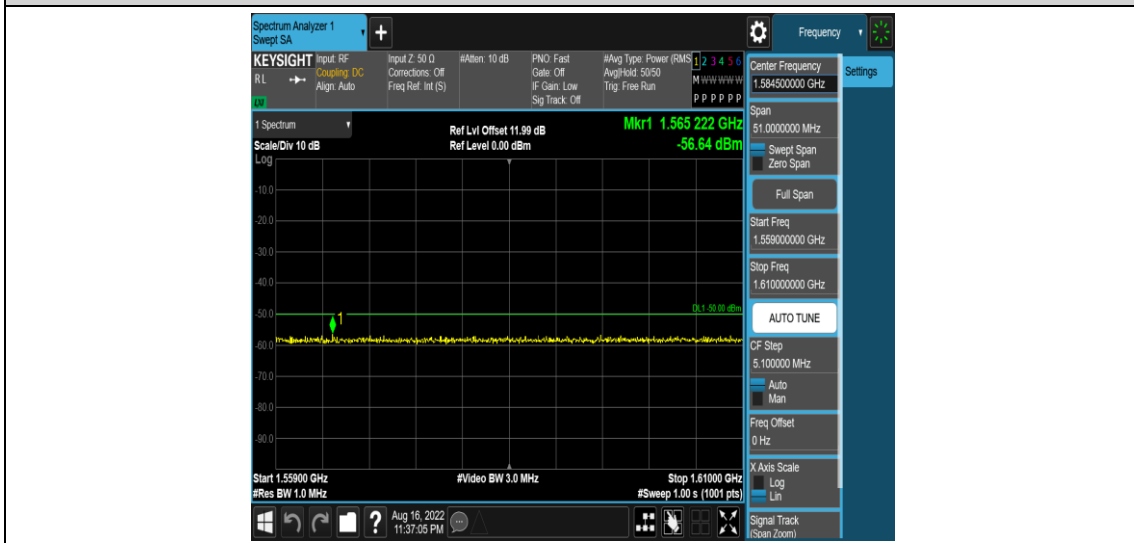 Spectrum Analyzer 1
Swept SA
+
Frequency
KEYSIGHT
RL
LXI
Input: RF
Coupling: DC
Align: Auto
Input Z: 50 Ω
Corrections: Off
Freq Ref: Int (S)
#Atten: 10 dB
PNO: Fast
Gate: Off
IF Gain: Low
Sig Track: Off
#Avg Type: Power (RMS
Avg|Hold: 50/50
Trig: Free Run
1 2 3 4 5 6
M W W W W W
P P P P P P
1 Spectrum
Scale/Div 10 dB
Ref Lvl Offset 11.99 dB
Ref Level 0.00 dBm
Mkr1 1.565 222 GHz
-56.64 dBm
Log
-10.0
-20.0
-30.0
-40.0
-50.0
-60.0
-70.0
-80.0
-90.0
DL1 -50.00 dBm
1
Start 1.55900 GHz
#Res BW 1.0 MHz
#Video BW 3.0 MHz
Stop 1.61000 GHz
#Sweep 1.00 s (1001 pts)
?
Aug 16, 2022
11:37:05 PM
Center Frequency
1.584500000 GHz
Settings
Span
51.0000000 MHz
Swept Span
Zero Span
Full Span
Start Freq
1.559000000 GHz
Stop Freq
1.610000000 GHz
AUTO TUNE
CF Step
5.100000 MHz
Auto
Man
Freq Offset
0 Hz
X Axis Scale
Log
Lin
Signal Track
(Span Zoom)